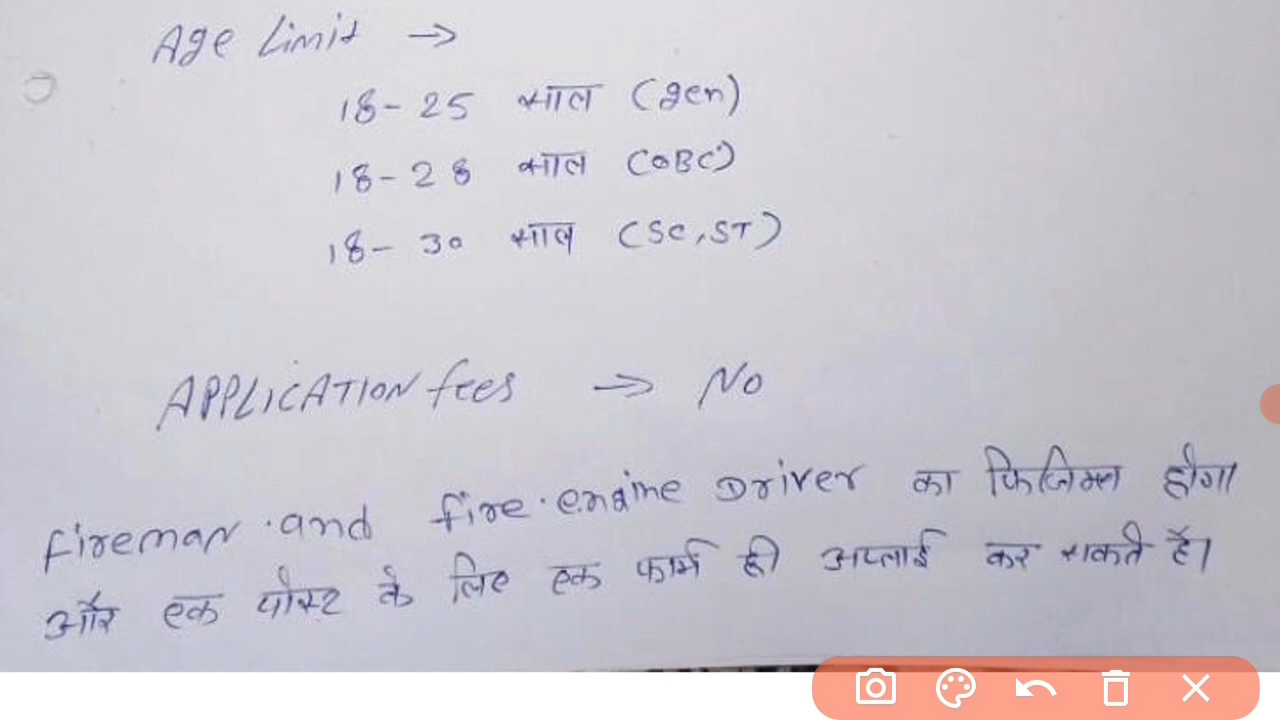 Age Limit →
18-25 साल (gen)
18-28 साल (OBC)
18-30 साल (SC,ST)
APPLICATION fees → No
fireman and fire engine Driver का फिजिकल होगा
और एक पोस्ट के लिए एक फार्म ही अप्लाई कर सकते है।